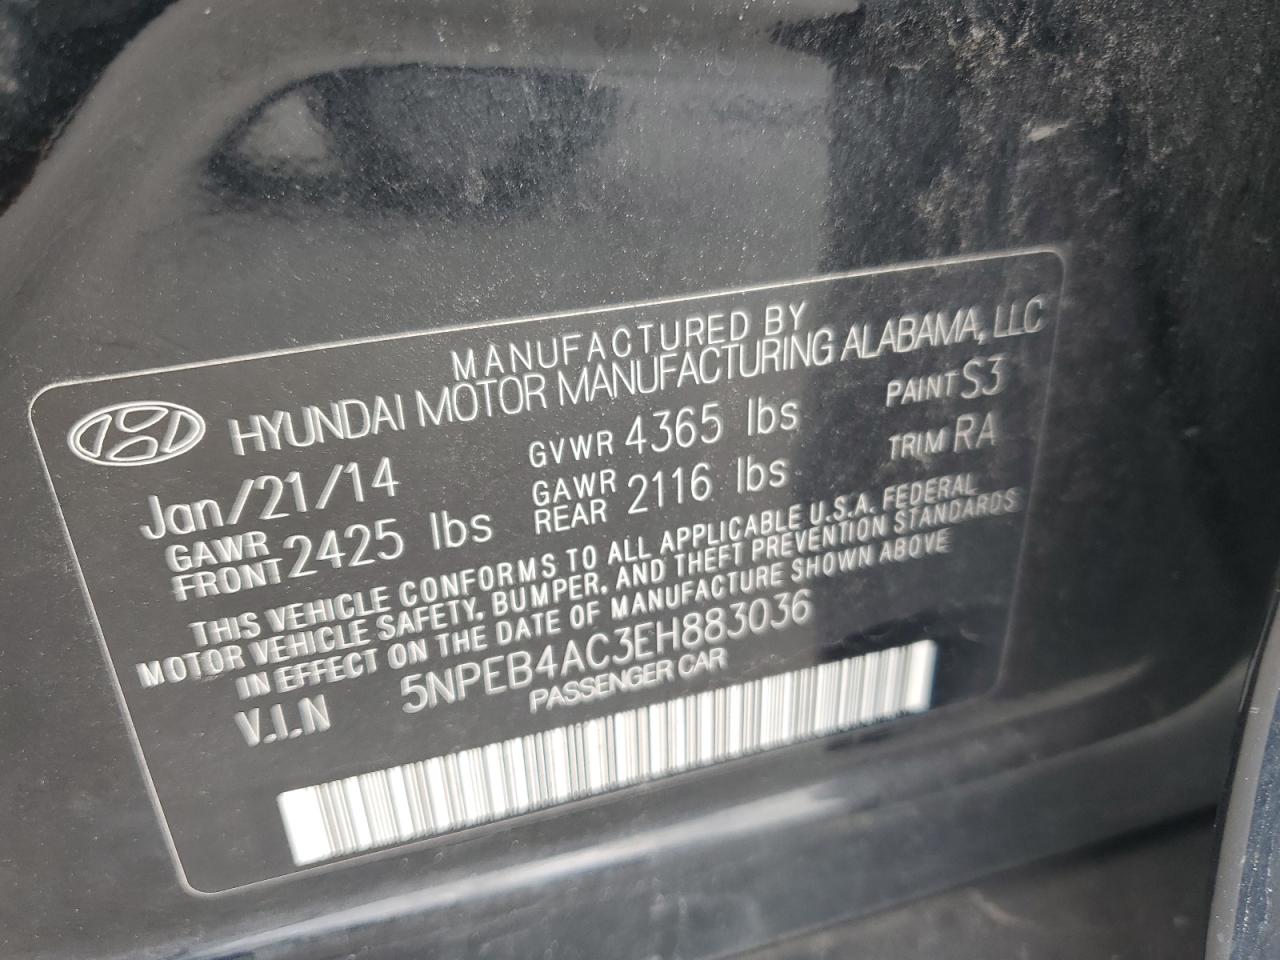 MANUFACTURED BY
HYUNDAI MOTOR MANUFACTURING ALABAMA, LLC
Jan/21/14 GVWR 4365 lbs PAINT S3
GAWR FRONT 2425 lbs GAWR REAR 2116 lbs TRIM RA
THIS VEHICLE CONFORMS TO ALL APPLICABLE U.S.A. FEDERAL
MOTOR VEHICLE SAFETY, BUMPER, AND THEFT PREVENTION STANDARDS
IN EFFECT ON THE DATE OF MANUFACTURE SHOWN ABOVE
V.I.N 5NPEB4AC3EH883036
PASSENGER CAR